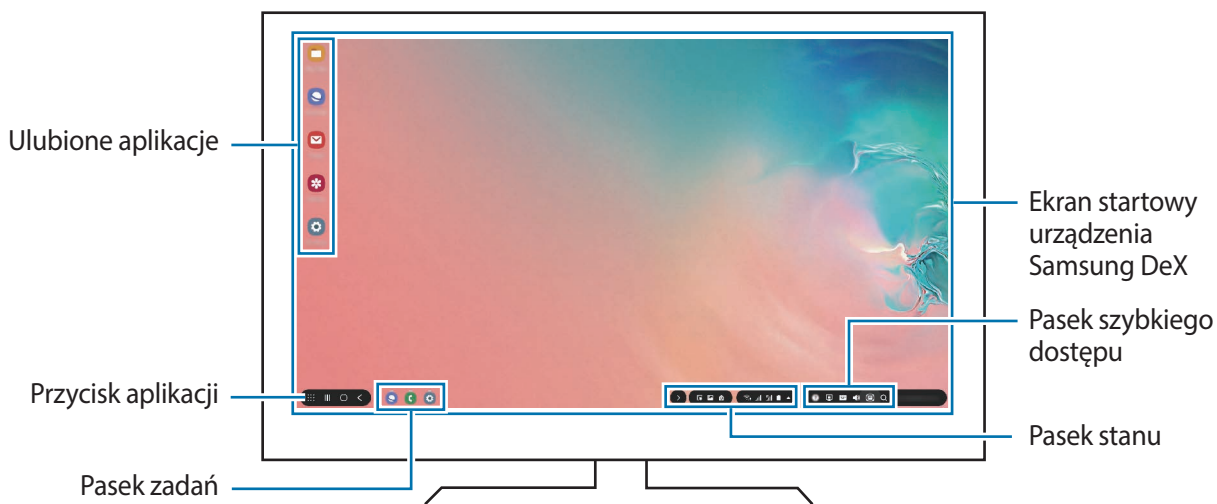 Ulubione aplikacje
Ekran startowy
urządzenia
Samsung DeX
Pasek szybkiego
dostępu
Przycisk aplikacji
Pasek stanu
Pasek zadań